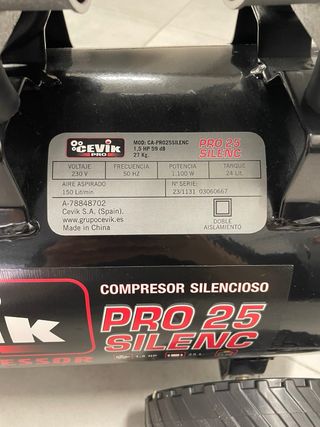 CEVIK
PRO
MOD: CA-PRO25SILENC
1,5 HP 59 dB
27 Kg.
PRO 25
SILENC
VOLTAJE
230 V
FRECUENCIA
50 HZ
POTENCIA
1.100 W
TANQUE
24 Lit.
AIRE ASPIRADO
150 Lit/min
Nº SERIE:
23/1131 03060667
A-78848702
Cevik S.A. (Spain).
www.grupocevik.es
Made in China
DOBLE
AISLAMIENTO
COMPRESOR SILENCIOSO
PRO 25
SILENC